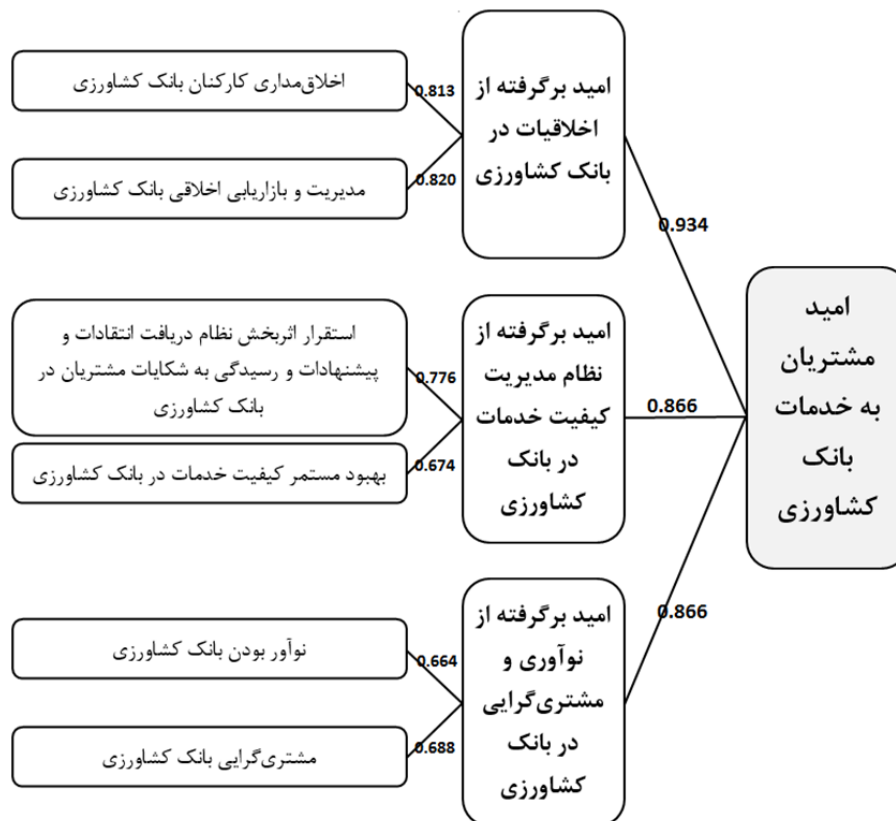 امید
مشتریان
به خدمات
بانک
کشاورزی
0.934
0.866
0.866
امید برگرفته از
اخلاقیات در
بانک کشاورزی
0.813
0.820
اخلاق‌مداری کارکنان بانک کشاورزی
مدیریت و بازاریابی اخلاقی بانک کشاورزی
امید برگرفته از
نظام مدیریت
کیفیت خدمات
در بانک
کشاورزی
0.776
0.674
استقرار اثربخش نظام دریافت انتقادات و
پیشنهادات و رسیدگی به شکایات مشتریان در
بانک کشاورزی
بهبود مستمر کیفیت خدمات در بانک کشاورزی
امید برگرفته از
نوآوری و
مشتری‌گرایی
در بانک
کشاورزی
0.664
0.688
نوآور بودن بانک کشاورزی
مشتری‌گرایی بانک کشاورزی